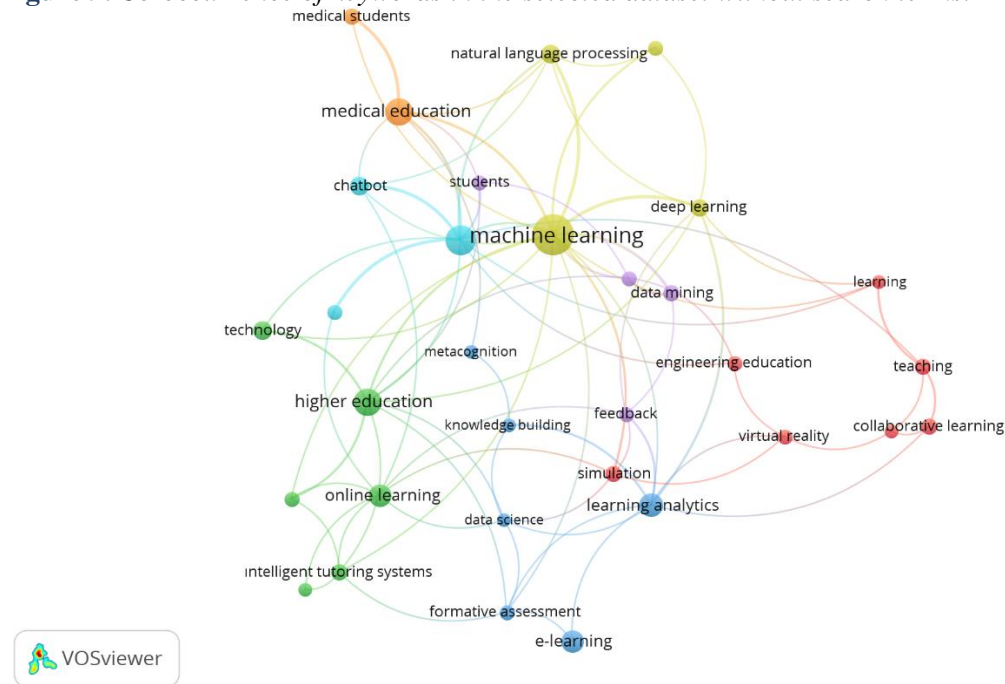 medical students
natural language processing
medical education
chatbot
students
deep learning
machine learning
learning
data mining
technology
metacognition
engineering education
teaching
higher education
feedback
knowledge building
collaborative learning
virtual reality
simulation
online learning
learning analytics
data science
intelligent tutoring systems
formative assessment
e-learning
VOSviewer